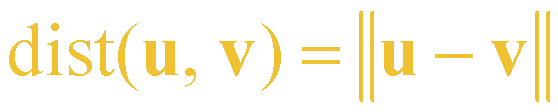 dist(u, v) = ‖u − v‖